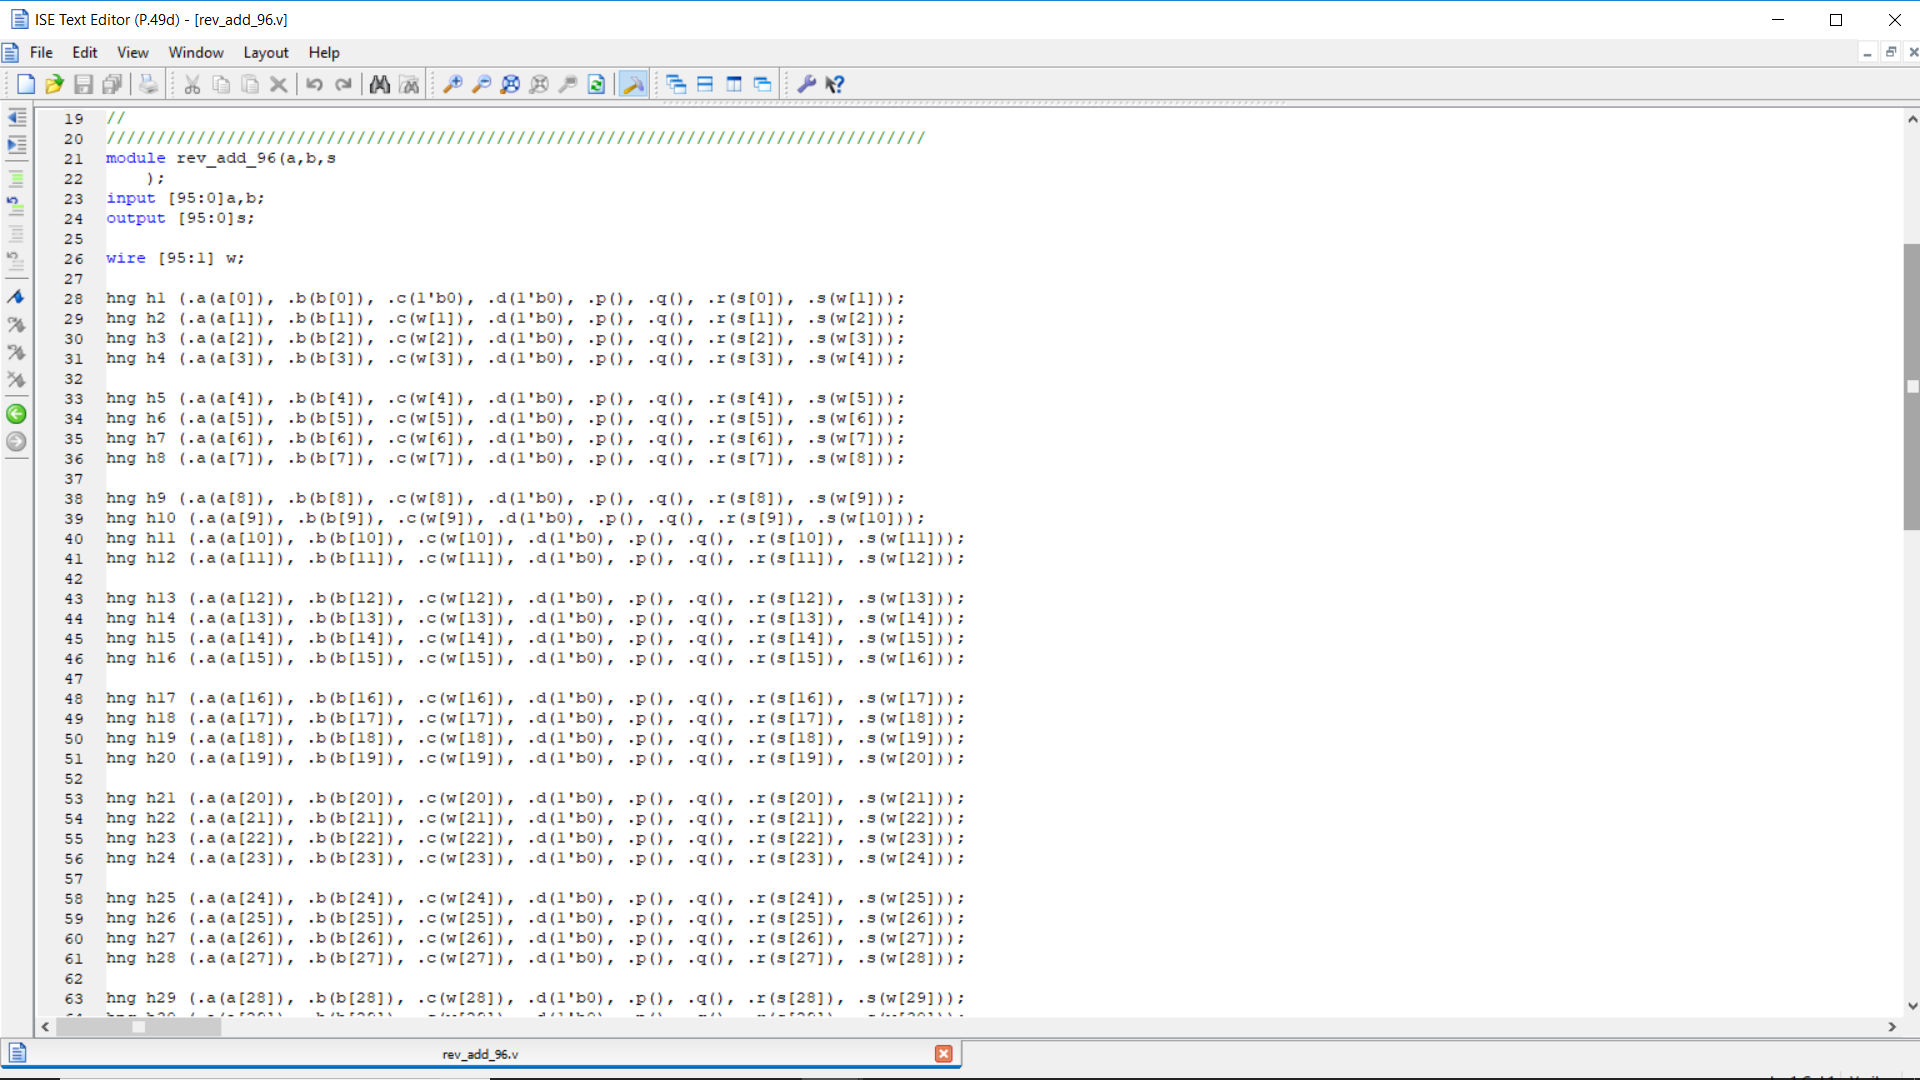 ISE Text Editor (P.49d) - [rev_add_96.v]
File Edit View Window Layout Help
19 //
20 //////////////////////////////////////////////////////////////////////////////////
21 module rev_add_96(a,b,s
22     );
23 input [95:0]a,b;
24 output [95:0]s;
25
26 wire [95:1] w;
27
28 hng h1 (.a(a[0]), .b(b[0]), .c(1'b0), .d(1'b0), .p(), .q(), .r(s[0]), .s(w[1]));
29 hng h2 (.a(a[1]), .b(b[1]), .c(w[1]), .d(1'b0), .p(), .q(), .r(s[1]), .s(w[2]));
30 hng h3 (.a(a[2]), .b(b[2]), .c(w[2]), .d(1'b0), .p(), .q(), .r(s[2]), .s(w[3]));
31 hng h4 (.a(a[3]), .b(b[3]), .c(w[3]), .d(1'b0), .p(), .q(), .r(s[3]), .s(w[4]));
32
33 hng h5 (.a(a[4]), .b(b[4]), .c(w[4]), .d(1'b0), .p(), .q(), .r(s[4]), .s(w[5]));
34 hng h6 (.a(a[5]), .b(b[5]), .c(w[5]), .d(1'b0), .p(), .q(), .r(s[5]), .s(w[6]));
35 hng h7 (.a(a[6]), .b(b[6]), .c(w[6]), .d(1'b0), .p(), .q(), .r(s[6]), .s(w[7]));
36 hng h8 (.a(a[7]), .b(b[7]), .c(w[7]), .d(1'b0), .p(), .q(), .r(s[7]), .s(w[8]));
37
38 hng h9 (.a(a[8]), .b(b[8]), .c(w[8]), .d(1'b0), .p(), .q(), .r(s[8]), .s(w[9]));
39 hng h10 (.a(a[9]), .b(b[9]), .c(w[9]), .d(1'b0), .p(), .q(), .r(s[9]), .s(w[10]));
40 hng h11 (.a(a[10]), .b(b[10]), .c(w[10]), .d(1'b0), .p(), .q(), .r(s[10]), .s(w[11]));
41 hng h12 (.a(a[11]), .b(b[11]), .c(w[11]), .d(1'b0), .p(), .q(), .r(s[11]), .s(w[12]));
42
43 hng h13 (.a(a[12]), .b(b[12]), .c(w[12]), .d(1'b0), .p(), .q(), .r(s[12]), .s(w[13]));
44 hng h14 (.a(a[13]), .b(b[13]), .c(w[13]), .d(1'b0), .p(), .q(), .r(s[13]), .s(w[14]));
45 hng h15 (.a(a[14]), .b(b[14]), .c(w[14]), .d(1'b0), .p(), .q(), .r(s[14]), .s(w[15]));
46 hng h16 (.a(a[15]), .b(b[15]), .c(w[15]), .d(1'b0), .p(), .q(), .r(s[15]), .s(w[16]));
47
48 hng h17 (.a(a[16]), .b(b[16]), .c(w[16]), .d(1'b0), .p(), .q(), .r(s[16]), .s(w[17]));
49 hng h18 (.a(a[17]), .b(b[17]), .c(w[17]), .d(1'b0), .p(), .q(), .r(s[17]), .s(w[18]));
50 hng h19 (.a(a[18]), .b(b[18]), .c(w[18]), .d(1'b0), .p(), .q(), .r(s[18]), .s(w[19]));
51 hng h20 (.a(a[19]), .b(b[19]), .c(w[19]), .d(1'b0), .p(), .q(), .r(s[19]), .s(w[20]));
52
53 hng h21 (.a(a[20]), .b(b[20]), .c(w[20]), .d(1'b0), .p(), .q(), .r(s[20]), .s(w[21]));
54 hng h22 (.a(a[21]), .b(b[21]), .c(w[21]), .d(1'b0), .p(), .q(), .r(s[21]), .s(w[22]));
55 hng h23 (.a(a[22]), .b(b[22]), .c(w[22]), .d(1'b0), .p(), .q(), .r(s[22]), .s(w[23]));
56 hng h24 (.a(a[23]), .b(b[23]), .c(w[23]), .d(1'b0), .p(), .q(), .r(s[23]), .s(w[24]));
57
58 hng h25 (.a(a[24]), .b(b[24]), .c(w[24]), .d(1'b0), .p(), .q(), .r(s[24]), .s(w[25]));
59 hng h26 (.a(a[25]), .b(b[25]), .c(w[25]), .d(1'b0), .p(), .q(), .r(s[25]), .s(w[26]));
60 hng h27 (.a(a[26]), .b(b[26]), .c(w[26]), .d(1'b0), .p(), .q(), .r(s[26]), .s(w[27]));
61 hng h28 (.a(a[27]), .b(b[27]), .c(w[27]), .d(1'b0), .p(), .q(), .r(s[27]), .s(w[28]));
62
63 hng h29 (.a(a[28]), .b(b[28]), .c(w[28]), .d(1'b0), .p(), .q(), .r(s[28]), .s(w[29]));
rev_add_96.v